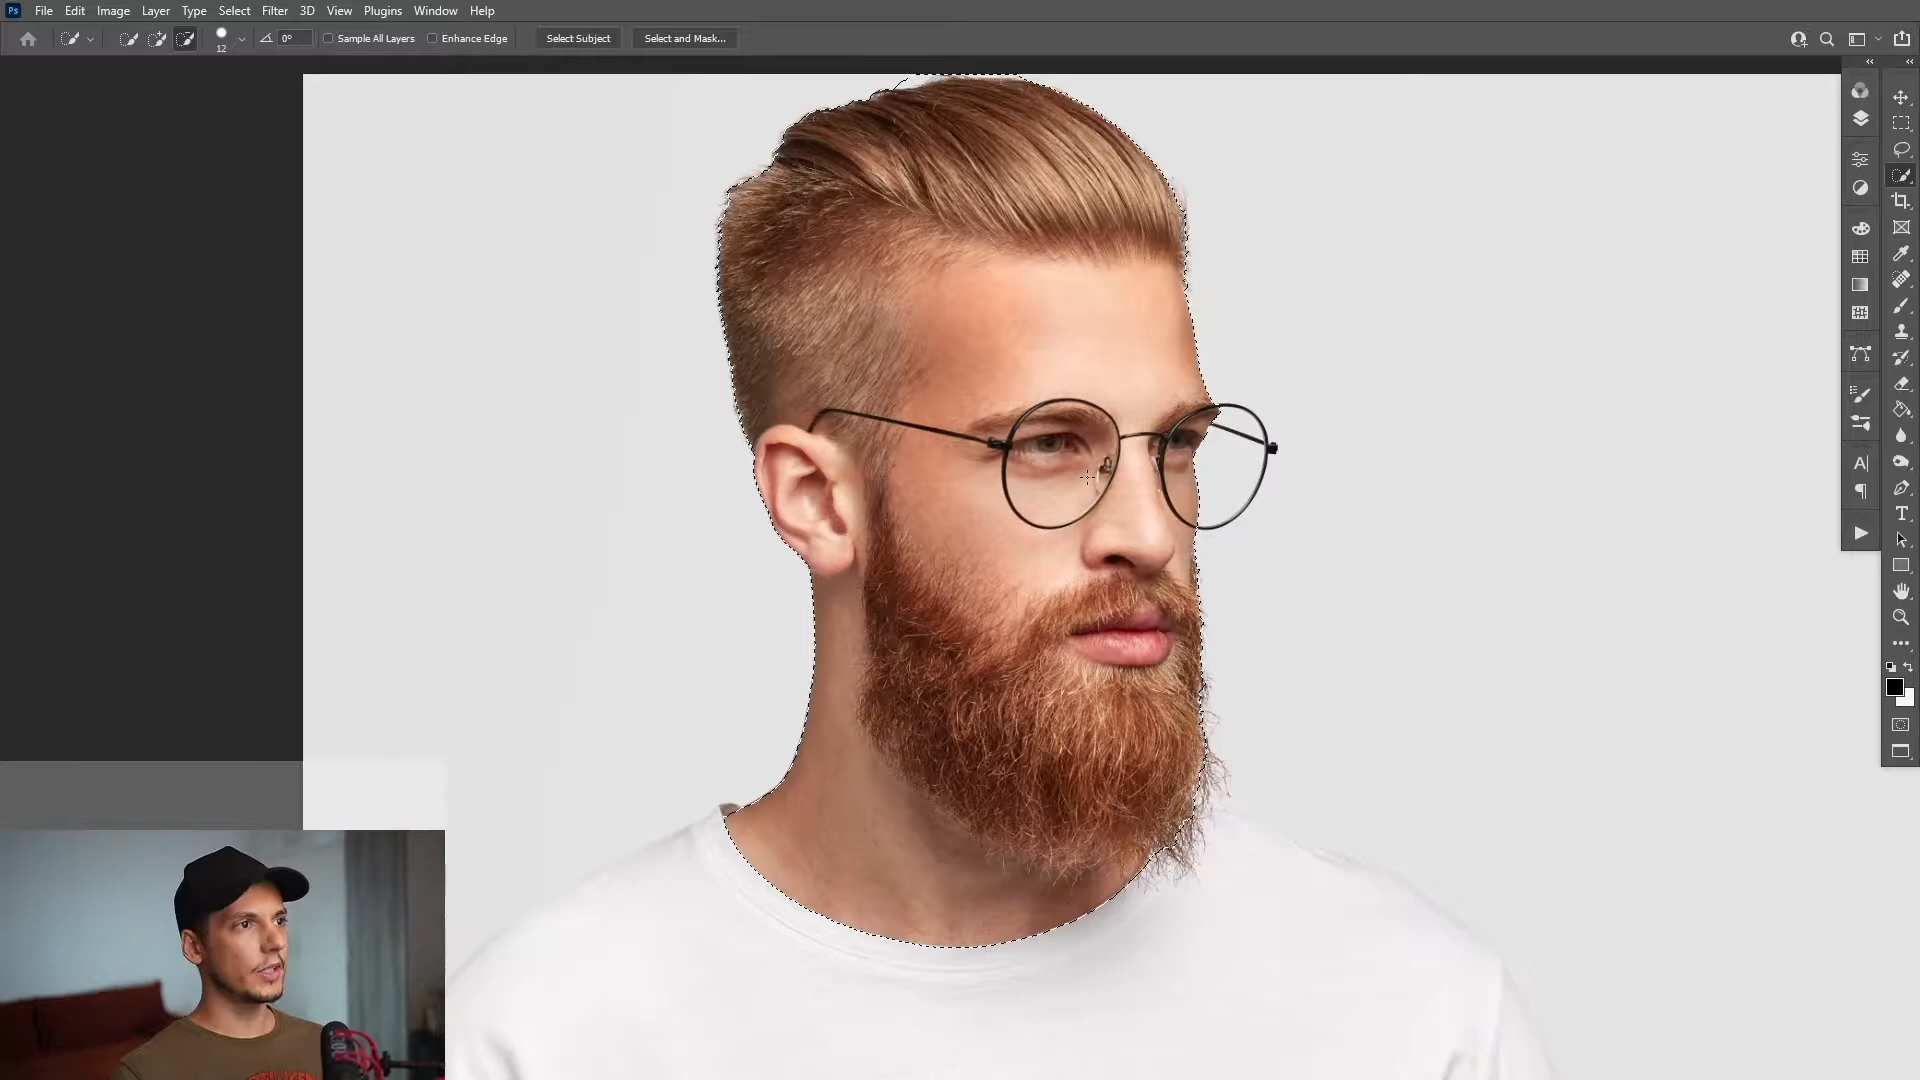 Ps File Edit Image Layer Type Select Filter 3D View Plugins Window Help
12 0° Sample All Layers Enhance Edge Select Subject Select and Mask...